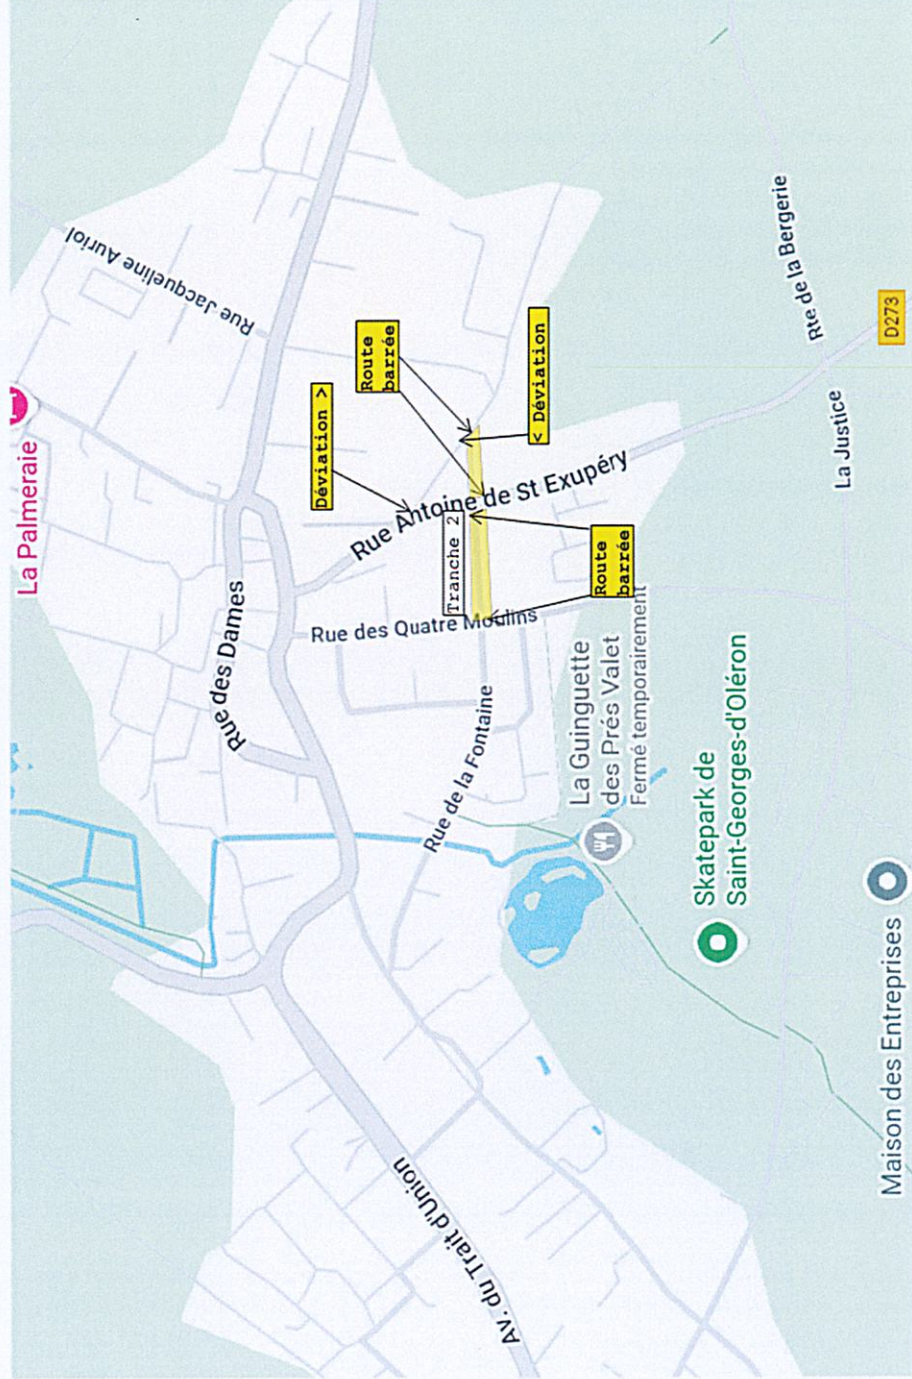 La Palmeraie
Rue Jacqueline Auriol
Rue des Dames
Déviation >
Route
barrée
< Déviation
Rue Antoine de St Exupéry
Tranche 2
Rue des Quatre Moulins
Route
barrée
Rue de la Fontaine
La Guinguette
des Prés Valet
Fermé temporairement
Skatepark de
Saint-Georges-d'Oléron
Maison des Entreprises
Av. du Trait d'Union
Rte de la Bergerie
D273
La Justice